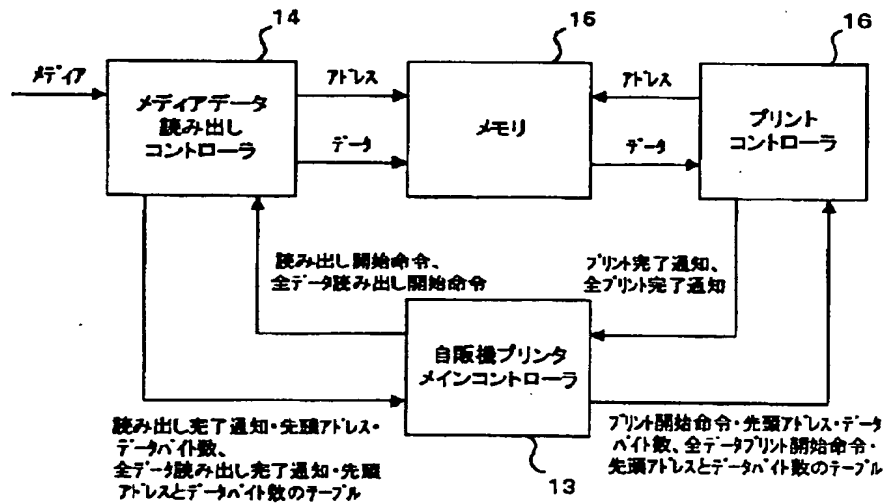 14
15
16
メディア
アドレス
アドレス
メディアデータ
読み出し
コントローラ
メモリ
プリント
コントローラ
データ
データ
読み出し開始命令、
全データ読み出し開始命令
プリント完了通知、
全プリント完了通知
自販機プリンタ
メインコントローラ
読み出し完了通知・先頭アドレス・
データバイト数、
全データ読み出し完了通知・先頭
アドレスとデータバイト数のテーブル
プリント開始命令・先頭アドレス・データ
バイト数、全データプリント開始命令・
先頭アドレスとデータバイト数のテーブル
13